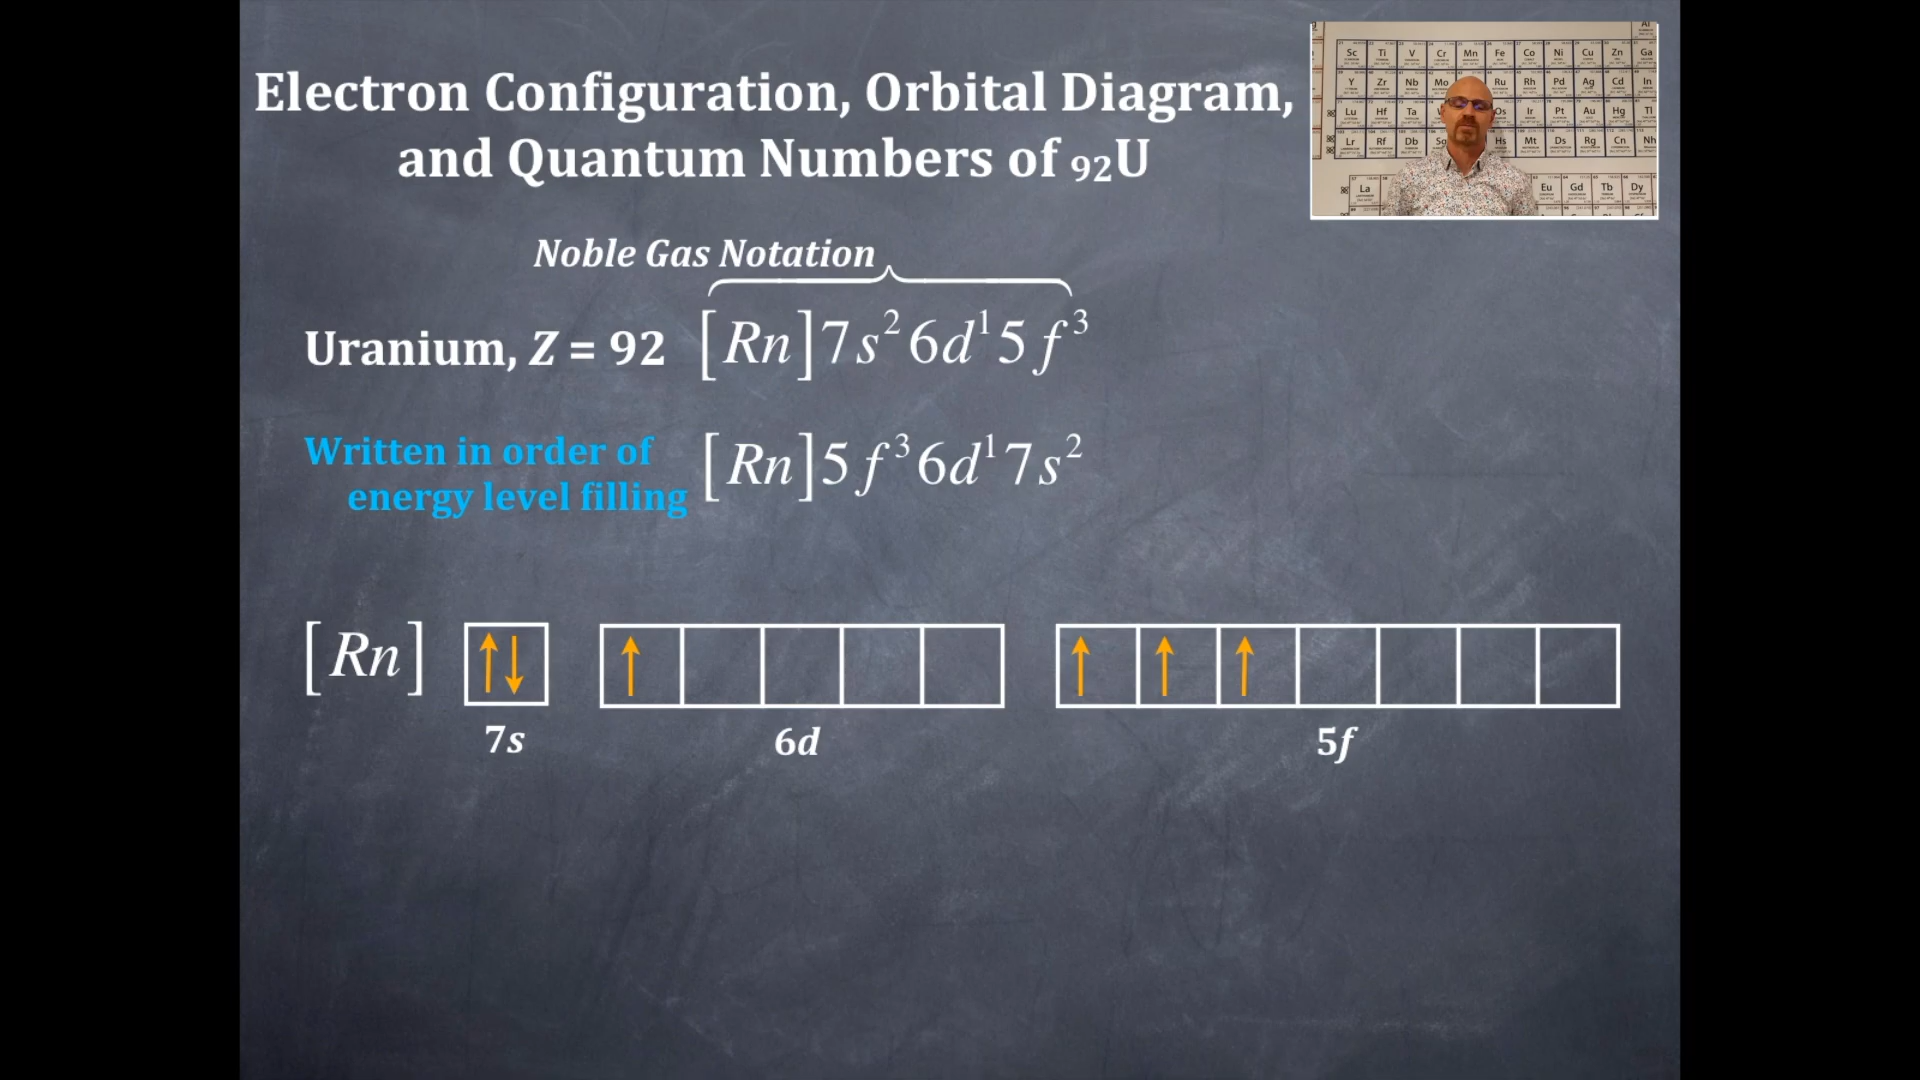 Electron Configuration, Orbital Diagram,
and Quantum Numbers of ₉₂U
Noble Gas Notation
Uranium, Z = 92 [Rn]7s²6d¹5f³
Written in order of [Rn]5f³6d¹7s²
energy level filling
[Rn] ↑↓ ↑ ↑ ↑ ↑
7s 6d 5f
Al
Sc Ti V Cr Mn Fe Co Ni Cu Zn Ga
Y Zr Nb Mo Ru Rh Pd Ag Cd In
Lu Hf Ta Os Ir Pt Au Hg Tl
Lr Rf Db Sg Hs Mt Ds Rg Cn Nh
La Eu Gd Tb Dy